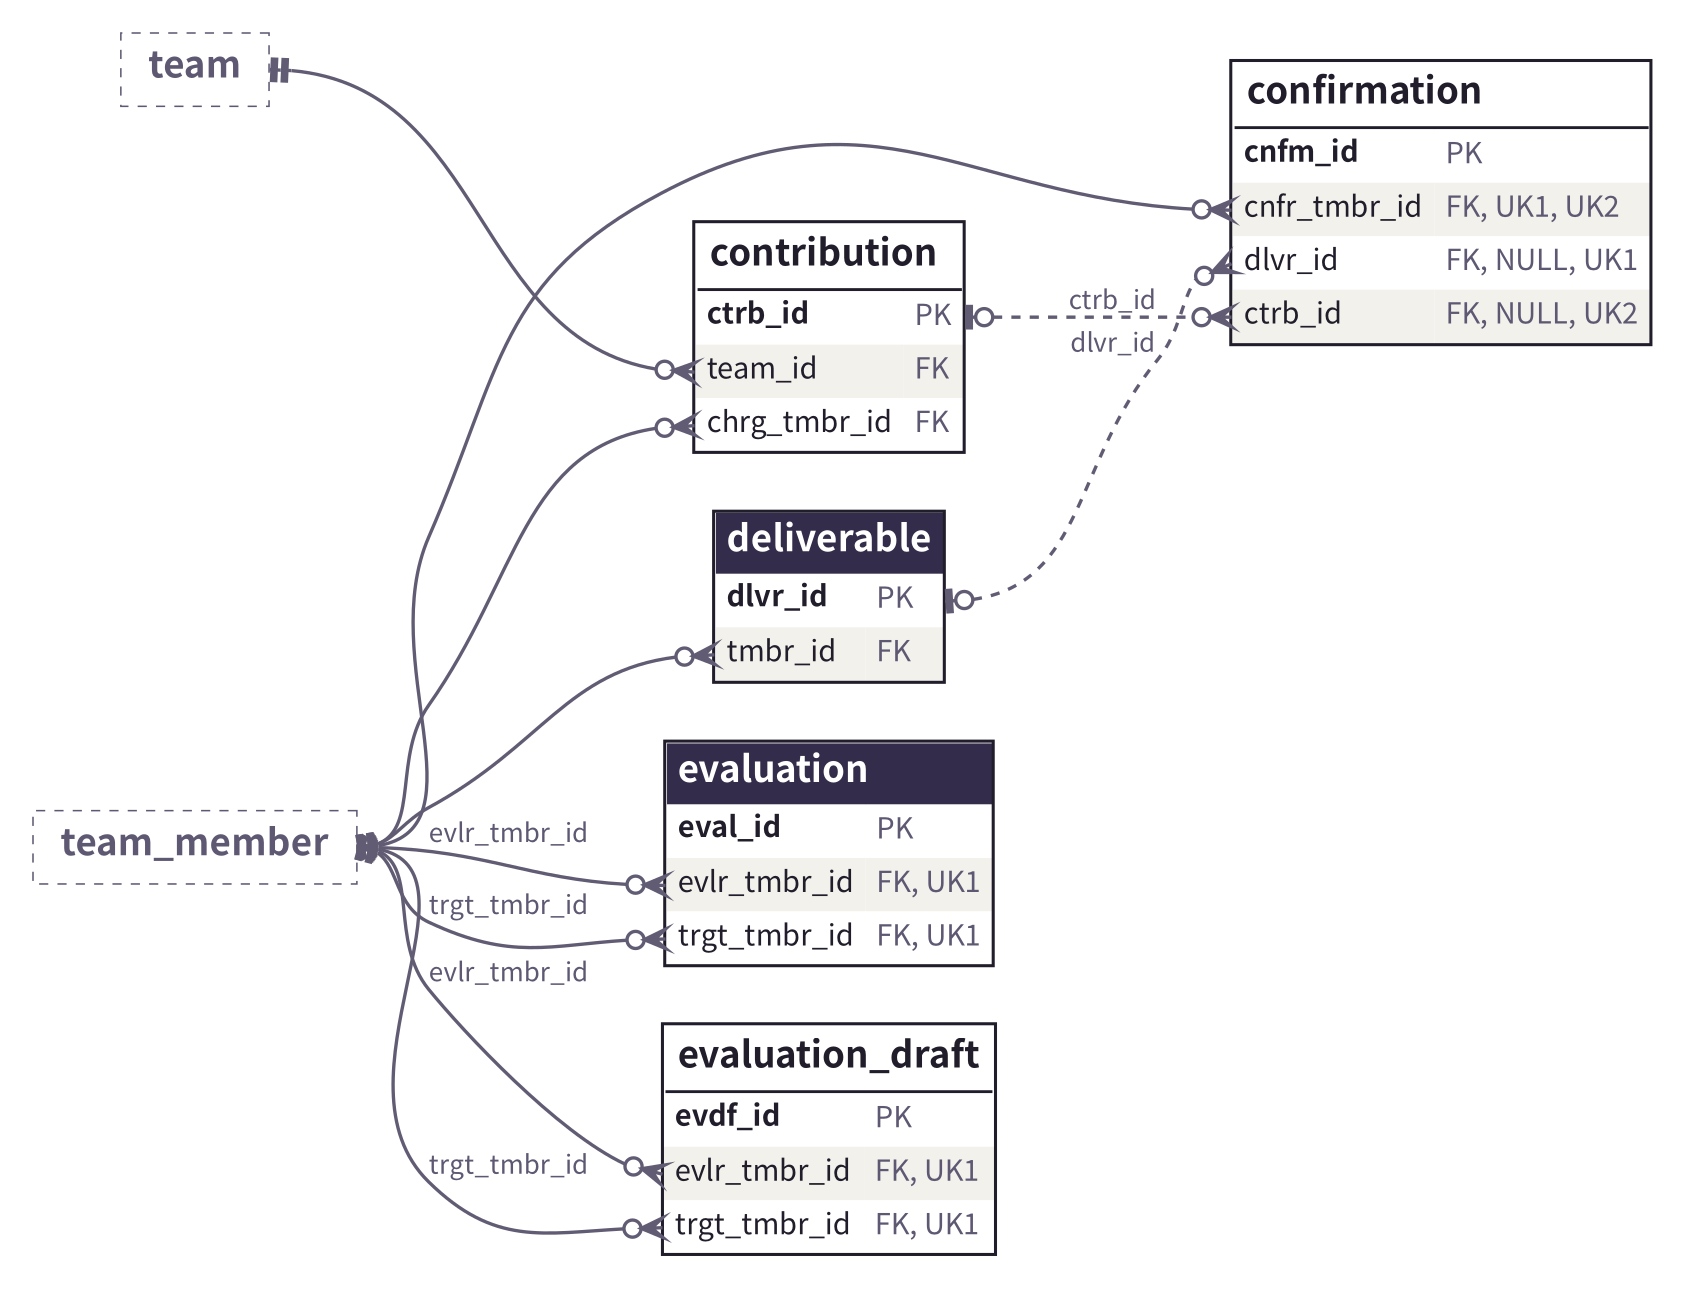 team
confirmation
cnfm_id PK
cnfr_tmbr_id FK, UK1, UK2
dlvr_id FK, NULL, UK1
ctrb_id FK, NULL, UK2
contribution
ctrb_id PK
team_id FK
chrg_tmbr_id FK
ctrb_id
dlvr_id
deliverable
dlvr_id PK
tmbr_id FK
team_member
evlr_tmbr_id
trgt_tmbr_id
evlr_tmbr_id
trgt_tmbr_id
evaluation
eval_id PK
evlr_tmbr_id FK, UK1
trgt_tmbr_id FK, UK1
evaluation_draft
evdf_id PK
evlr_tmbr_id FK, UK1
trgt_tmbr_id FK, UK1